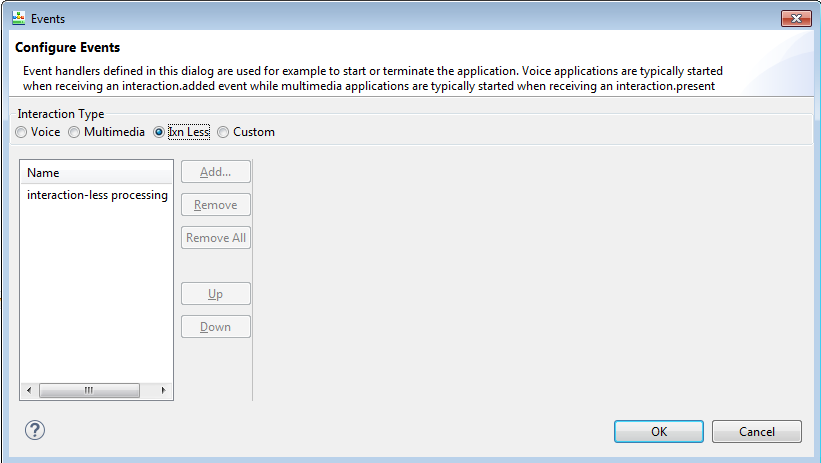 Events
Configure Events
Event handlers defined in this dialog are used for example to start or terminate the application. Voice applications are typically started
when receiving an interaction.added event while multimedia applications are typically started when receiving an interaction.present
Interaction Type
Voice Multimedia Ixn Less Custom
Name
interaction-less processing
Add...
Remove
Remove All
Up
Down
OK Cancel